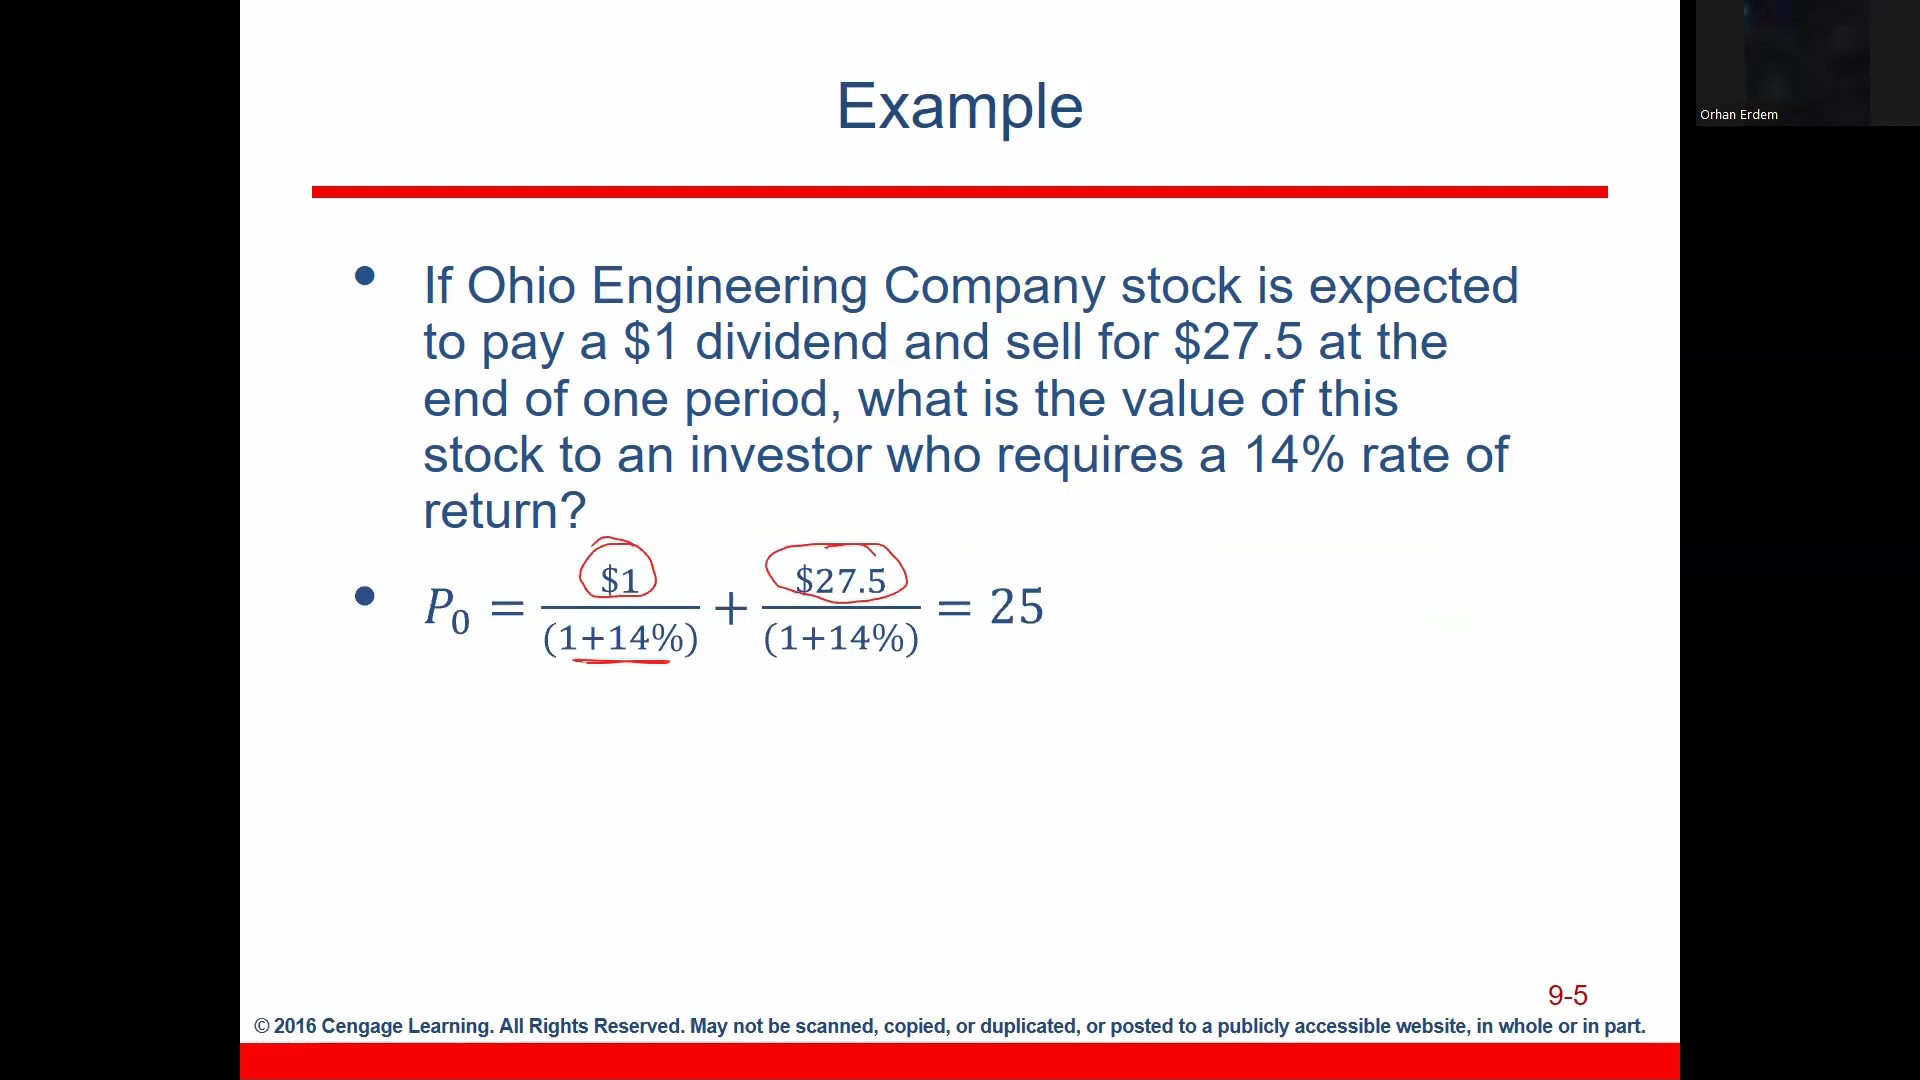 Example
Orhan Erdem
• If Ohio Engineering Company stock is expected
to pay a $1 dividend and sell for $27.5 at the
end of one period, what is the value of this
stock to an investor who requires a 14% rate of
return?
• P₀ = $1/(1+14%) + $27.5/(1+14%) = 25
9-5
© 2016 Cengage Learning. All Rights Reserved. May not be scanned, copied, or duplicated, or posted to a publicly accessible website, in whole or in part.